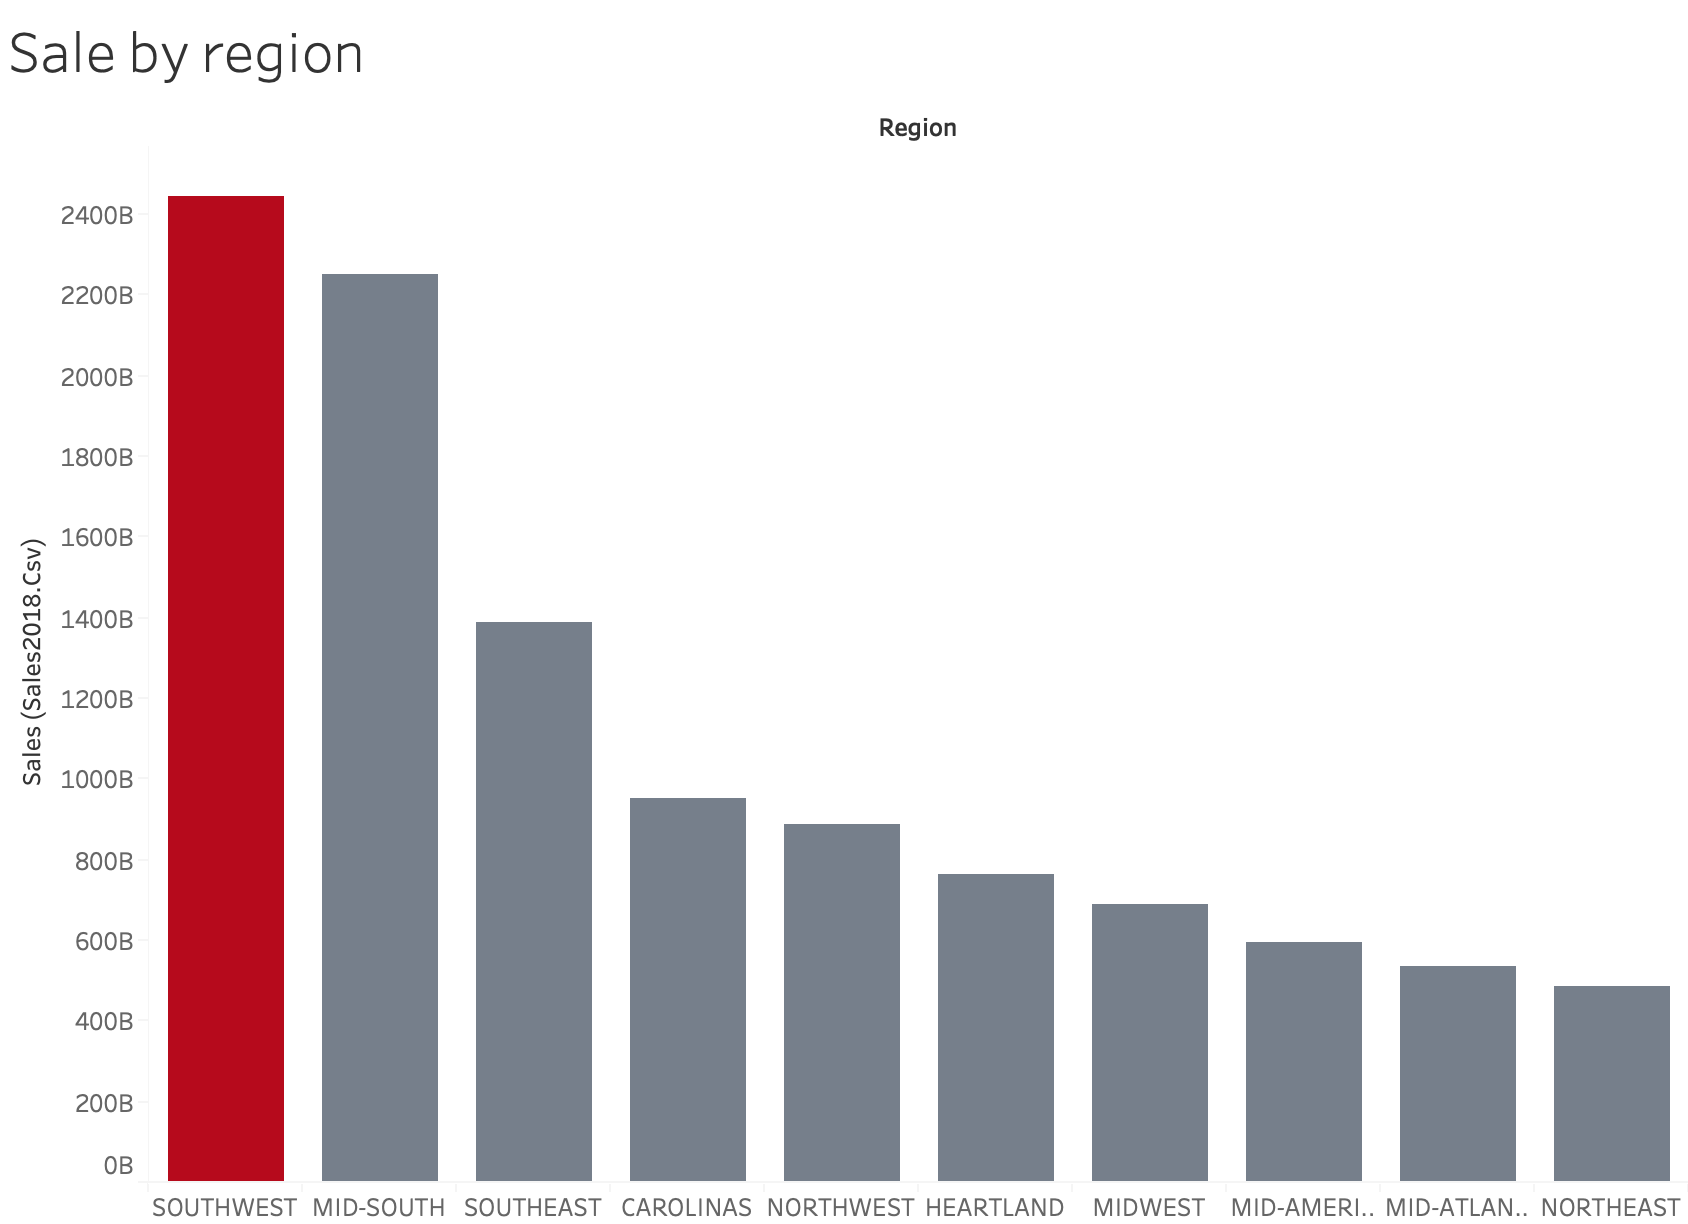 Sale by region
Region
2400B
2200B
2000B
1800B
1600B
1400B
1200B
1000B
800B
600B
400B
200B
0B
Sales (Sales2018.Csv)
SOUTHWEST MID-SOUTH SOUTHEAST CAROLINAS NORTHWEST HEARTLAND MIDWEST MID-AMERI.. MID-ATLAN.. NORTHEAST